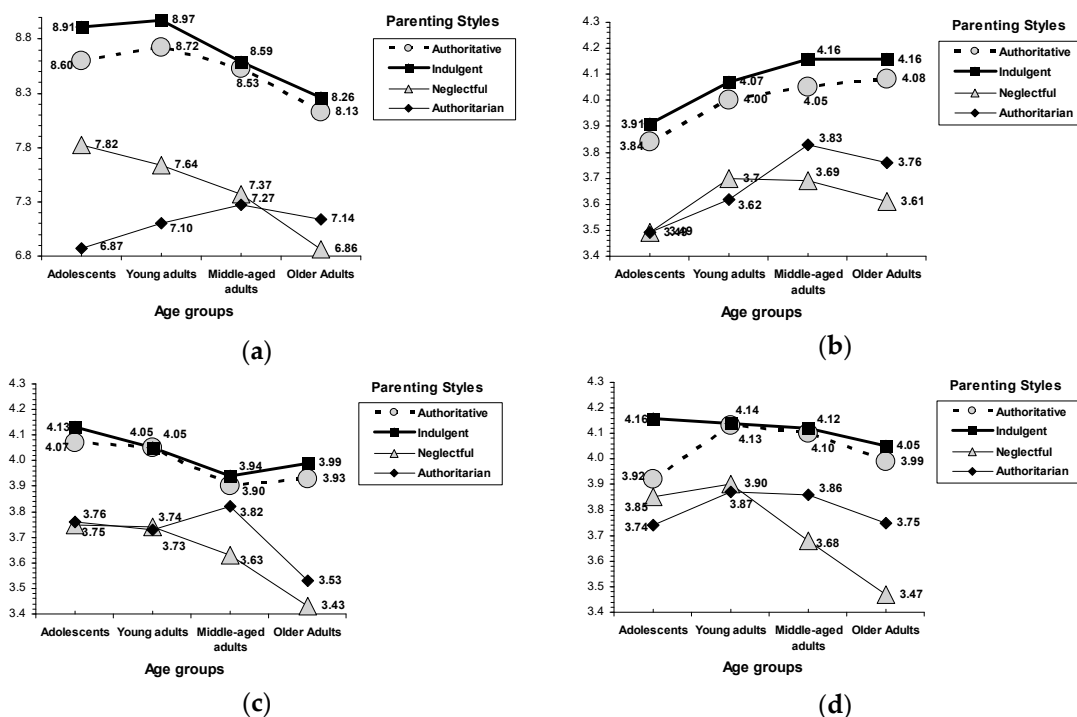 (a)
8.8
8.3
7.8
7.3
6.8
8.91
8.97
8.59
8.26
8.60
8.72
8.53
8.13
7.82
7.64
7.37
6.86
6.87
7.10
7.27
7.14
Adolescents Young adults Middle-aged Older Adults
adults
Age groups
Parenting Styles
Authoritative
Indulgent
Neglectful
Authoritarian
(a)
4.3
4.2
4.1
4.0
3.9
3.8
3.7
3.6
3.5
3.4
3.91
4.07
4.16
4.16
3.84
4.00
4.05
4.08
3.49
3.7
3.69
3.61
3.49
3.62
3.83
3.76
Adolescents Young adults Middle-aged Older Adults
adults
Age groups
Parenting Styles
Authoritative
Indulgent
Neglectful
Authoritarian
(b)
4.3
4.2
4.1
4.0
3.9
3.8
3.7
3.6
3.5
3.4
4.13
4.05
3.94
3.99
4.07
4.05
3.90
3.93
3.76
3.74
3.82
3.53
3.75
3.73
3.63
3.43
Adolescents Young adults Middle-aged Older Adults
adults
Age groups
Parenting Styles
Authoritative
Indulgent
Neglectful
Authoritarian
(c)
4.3
4.2
4.1
4.0
3.9
3.8
3.7
3.6
3.5
3.4
4.16
4.14
4.12
4.05
3.92
4.13
4.10
3.99
3.85
3.90
3.68
3.47
3.74
3.87
3.86
3.75
Adolescents Young adults Middle-aged Older Adults
adults
Age groups
Parenting Styles
Authoritative
Indulgent
Neglectful
Authoritarian
(d)